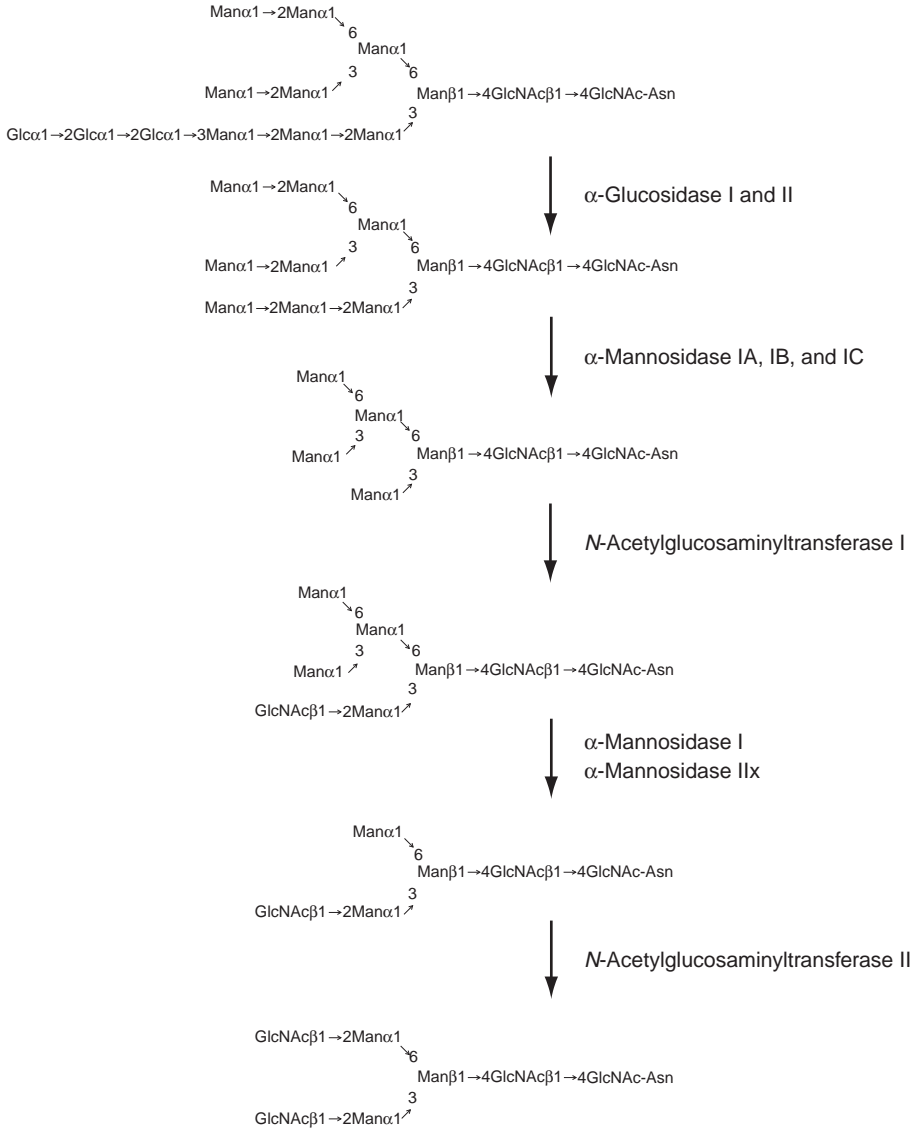 Manα1→2Manα1
6
Manα1
3
6
Manα1→2Manα1
Manβ1→4GlcNAcβ1→4GlcNAc-Asn
3
Glcα1→2Glcα1→2Glcα1→3Manα1→2Manα1→2Manα1
α-Glucosidase I and II
Manα1→2Manα1
6
Manα1
3
6
Manα1→2Manα1
Manβ1→4GlcNAcβ1→4GlcNAc-Asn
3
Manα1→2Manα1→2Manα1
α-Mannosidase IA, IB, and IC
Manα1
6
Manα1
3
6
Manα1
Manβ1→4GlcNAcβ1→4GlcNAc-Asn
3
Manα1
N-Acetylglucosaminyltransferase I
Manα1
6
Manα1
3
6
Manα1
Manβ1→4GlcNAcβ1→4GlcNAc-Asn
3
GlcNAcβ1→2Manα1
α-Mannosidase I
α-Mannosidase IIx
Manα1
6
Manβ1→4GlcNAcβ1→4GlcNAc-Asn
3
GlcNAcβ1→2Manα1
N-Acetylglucosaminyltransferase II
GlcNAcβ1→2Manα1
6
Manβ1→4GlcNAcβ1→4GlcNAc-Asn
3
GlcNAcβ1→2Manα1